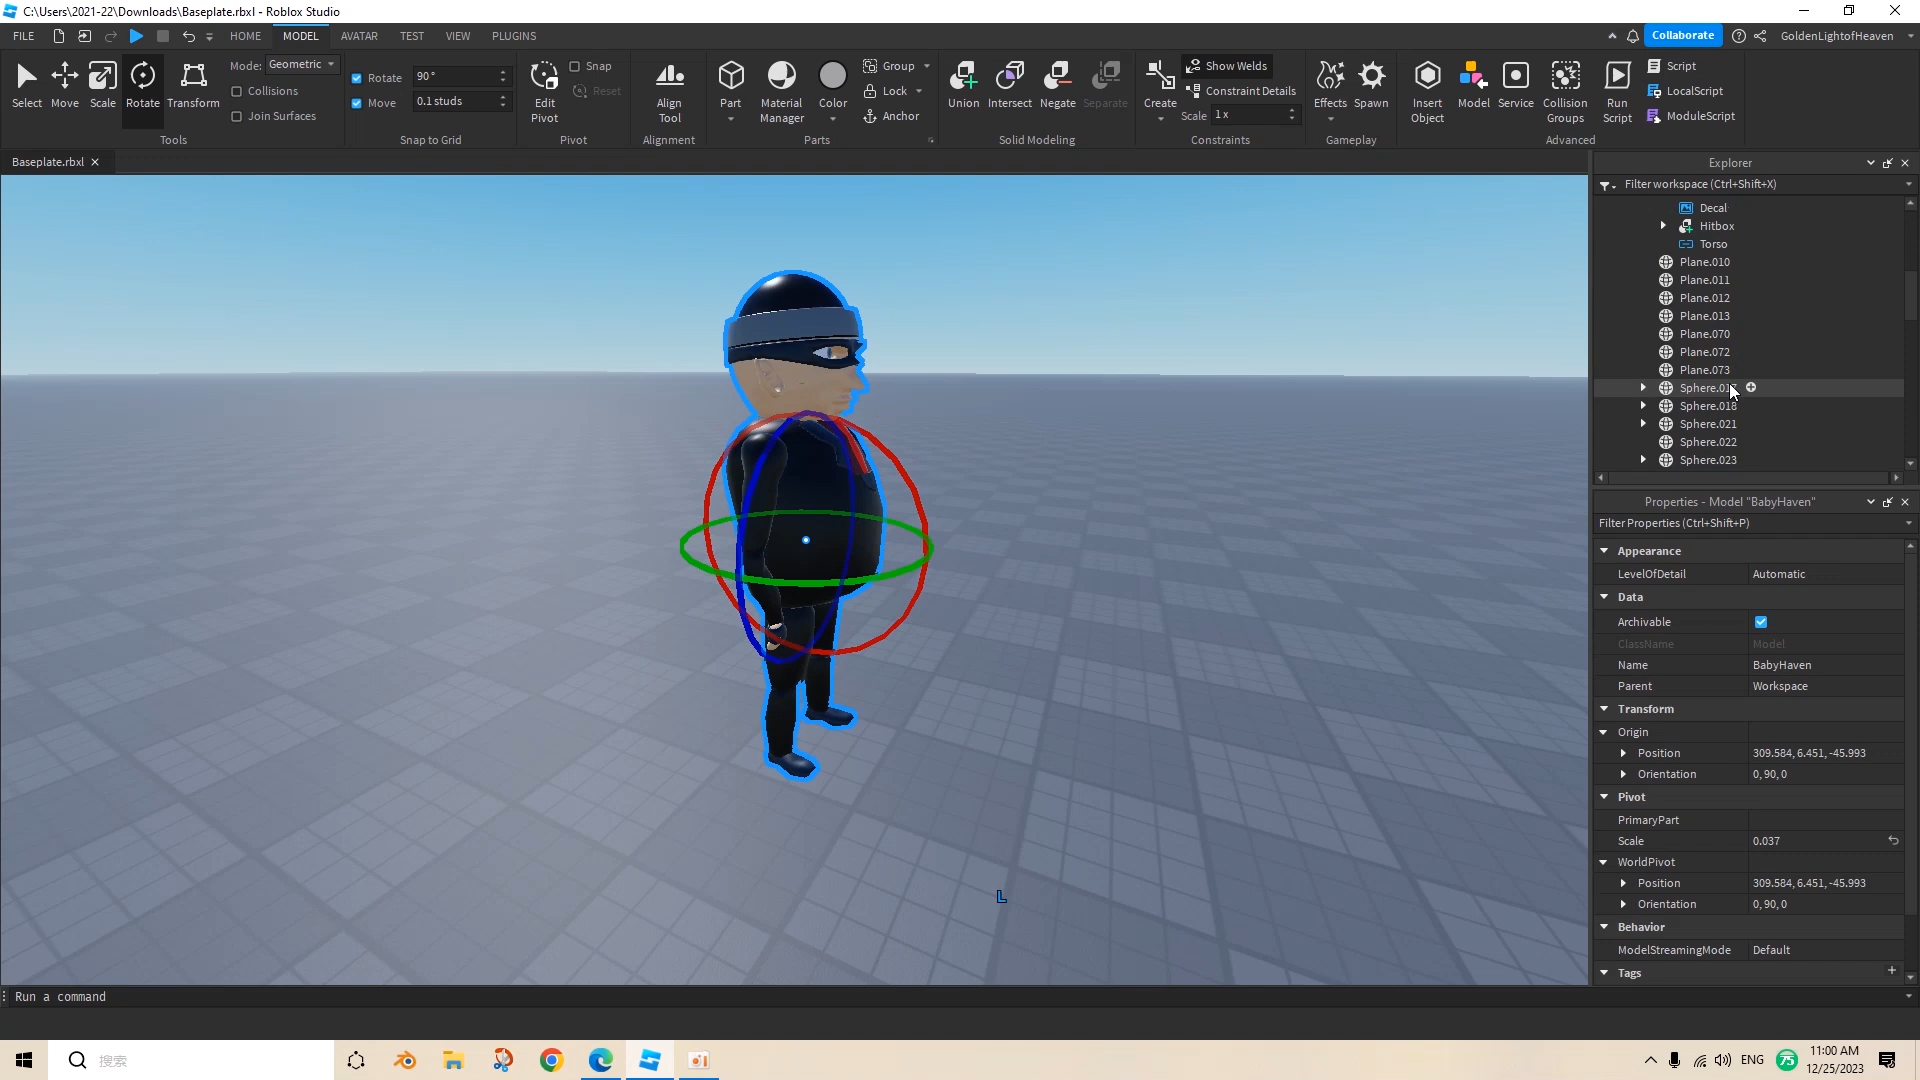 C:\Users\2021-22\Downloads\Baseplate.rbxl - Roblox Studio
FILE HOME MODEL AVATAR TEST VIEW PLUGINS Collaborate GoldenLightofHeaven
Select Move Scale Rotate Transform
Mode: Geometric
Collisions
Join Surfaces
Tools
Rotate 90°
Move 0.1 studs
Snap to Grid
Edit Pivot
Snap
Reset
Pivot
Align Tool
Alignment
Part
Material Manager
Color
Group
Lock
Anchor
Parts
Union Intersect Negate Separate
Solid Modeling
Create
Show Welds
Constraint Details
Scale 1 x
Constraints
Effects Spawn
Gameplay
Insert Object
Model
Service
Collision Groups
Run Script
Script
LocalScript
ModuleScript
Advanced
Baseplate.rbxl
Explorer
Filter workspace (Ctrl+Shift+X)
Decal
Hitbox
Torso
Plane.010
Plane.011
Plane.012
Plane.013
Plane.070
Plane.072
Plane.073
Sphere.018
Sphere.021
Sphere.022
Sphere.023
Properties - Model "BabyHaven"
Filter Properties (Ctrl+Shift+P)
Appearance
LevelOfDetail Automatic
Data
Archivable
ClassName Model
Name BabyHaven
Parent Workspace
Transform
Origin
Position 309.584, 6.451, -45.993
Orientation 0, 90, 0
Pivot
PrimaryPart
Scale 0.037
WorldPivot
Position 309.584, 6.451, -45.993
Orientation 0, 90, 0
Behavior
ModelStreamingMode Default
Tags
L
Run a command
搜索
ENG
75
11:00 AM
12/25/2023